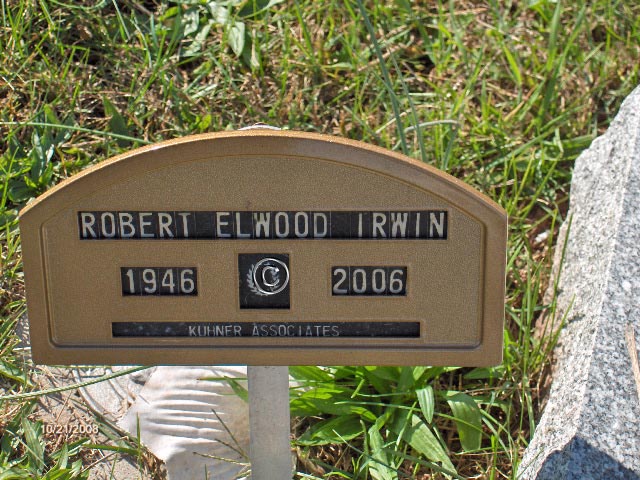 ROBERT ELWOOD IRWIN
1946 C 2006
KUHNER ASSOCIATES
10/21/2008